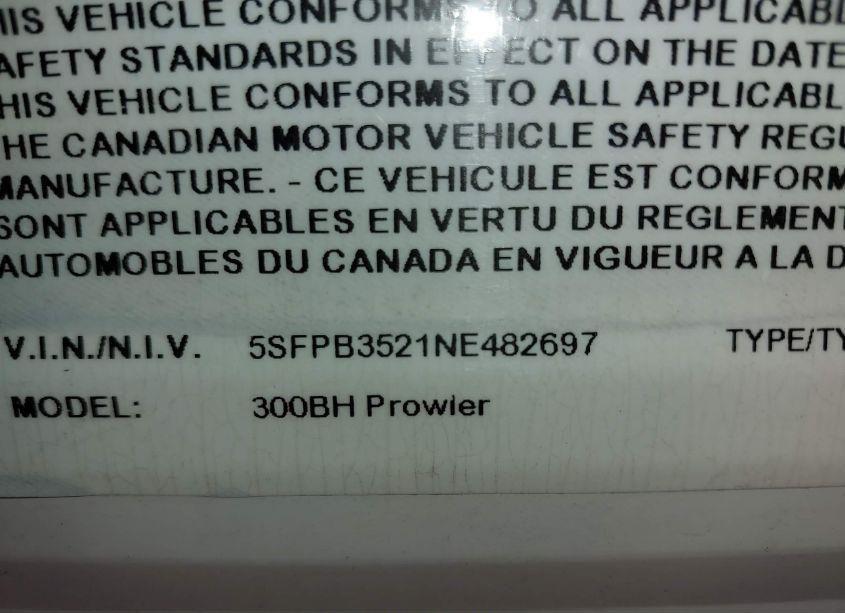 HIS VEHICLE CONFORMS TO ALL APPLICABL
AFETY STANDARDS IN EFFECT ON THE DATE
HIS VEHICLE CONFORMS TO ALL APPLICABL
HE CANADIAN MOTOR VEHICLE SAFETY REGU
MANUFACTURE. - CE VEHICULE EST CONFORM
SONT APPLICABLES EN VERTU DU REGLEMENT
AUTOMOBLES DU CANADA EN VIGUEUR A LA D
V.I.N./N.I.V. 5SFPB3521NE482697 TYPE/TY
MODEL: 300BH Prowler